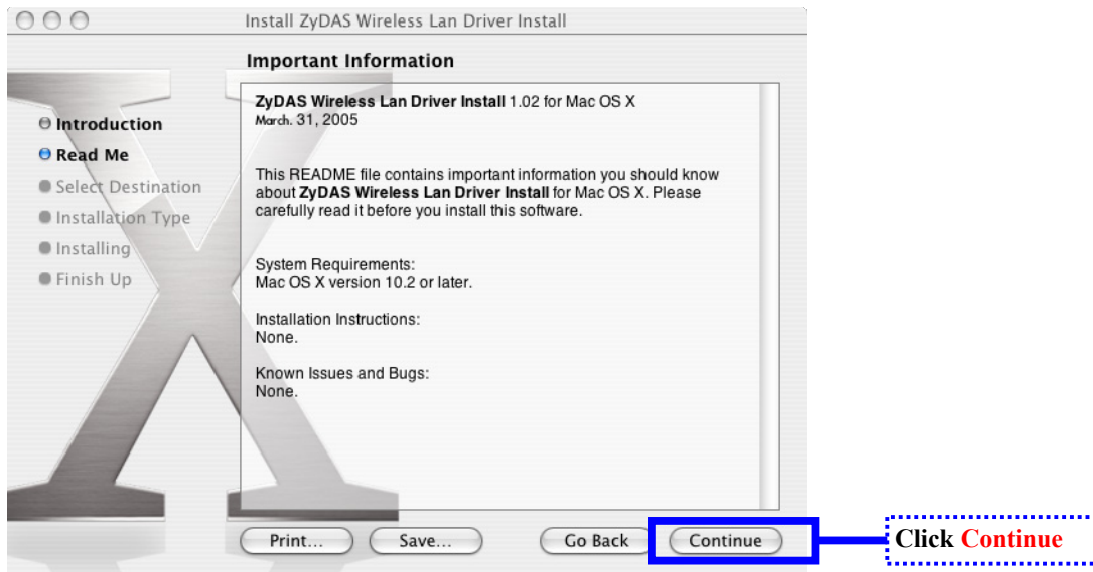 Install ZyDAS Wireless Lan Driver Install
Important Information
Introduction
Read Me
Select Destination
Installation Type
Installing
Finish Up
ZyDAS Wireless Lan Driver Install 1.02 for Mac OS X
March. 31, 2005
This README file contains important information you should know
about ZyDAS Wireless Lan Driver Install for Mac OS X. Please
carefully read it before you install this software.
System Requirements:
Mac OS X version 10.2 or later.
Installation Instructions:
None.
Known Issues and Bugs:
None.
Print...
Save...
Go Back
Continue
Click Continue